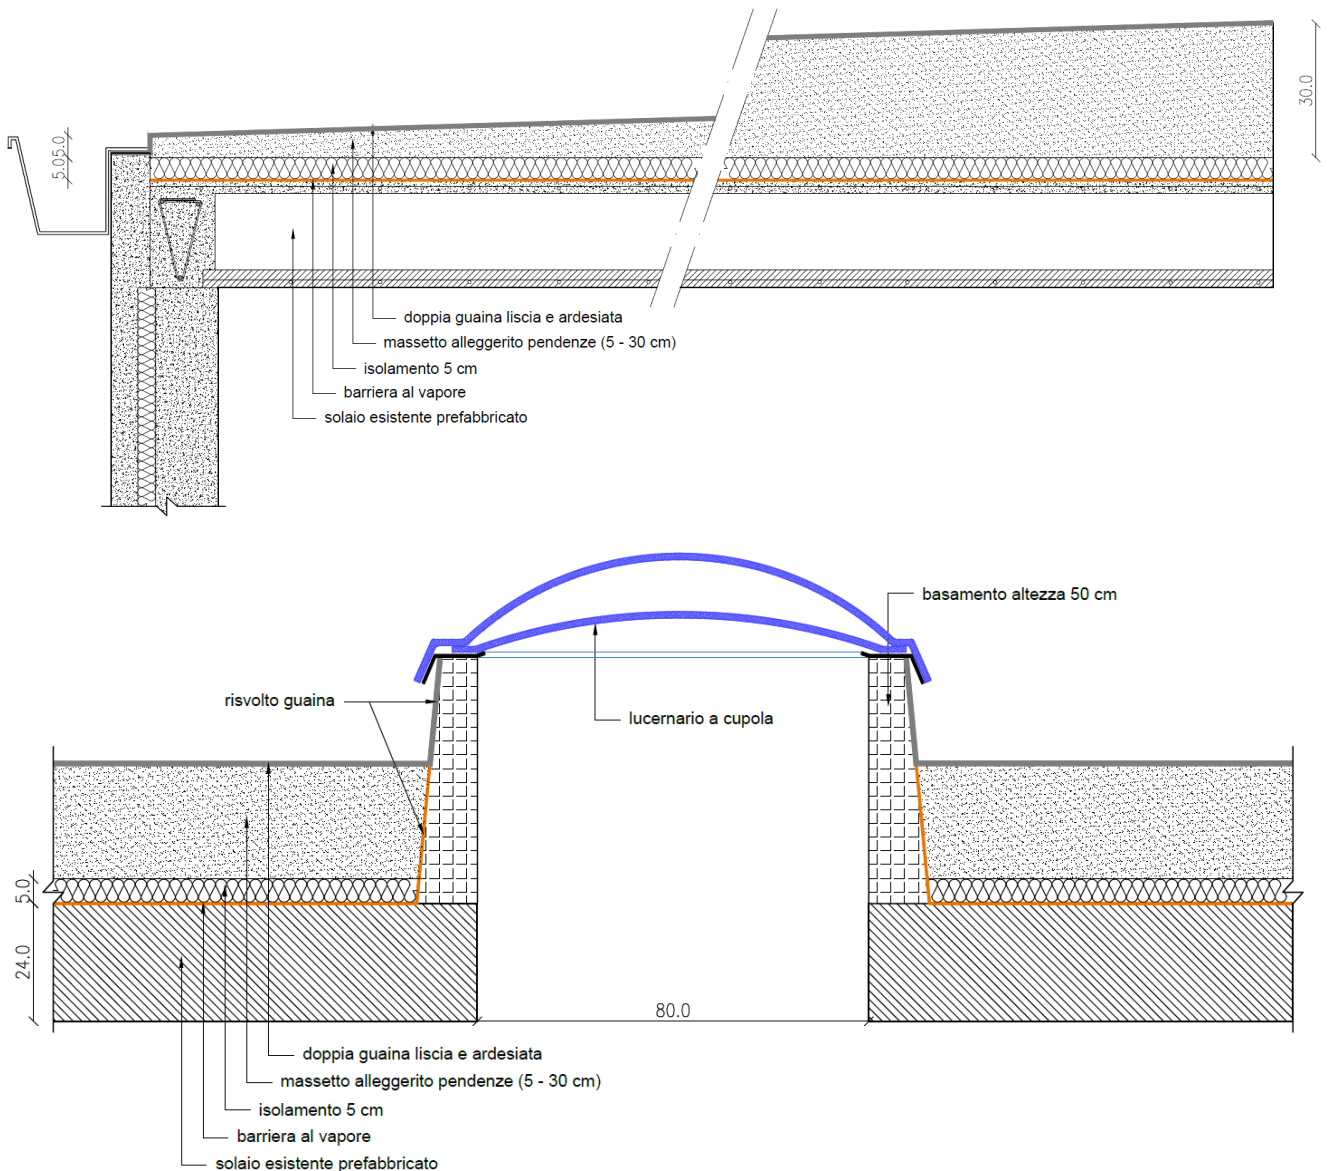 30.0
5.0
5.0
doppia guaina liscia e ardesiata
massetto alleggerito pendenze (5 - 30 cm)
isolamento 5 cm
barriera al vapore
solaio esistente prefabbricato
basamento altezza 50 cm
risvolto guaina
lucernario a cupola
5.0
24.0
80.0
doppia guaina liscia e ardesiata
massetto alleggerito pendenze (5 - 30 cm)
isolamento 5 cm
barriera al vapore
solaio esistente prefabbricato